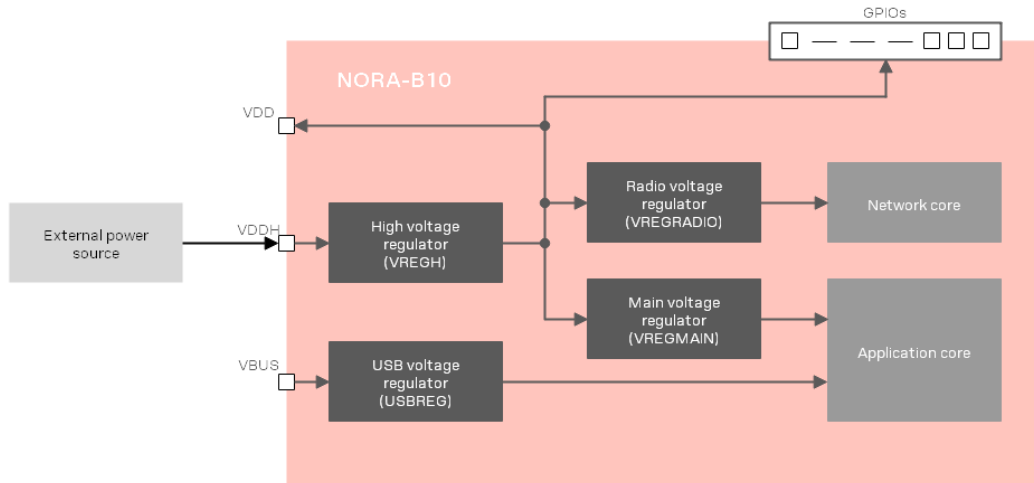 GPIOs
NORA-B10
VDD
Radio voltage
regulator
(VREGRADIO)
Network core
External power
source
VDDH
High voltage
regulator
(VREGH)
Main voltage
regulator
(VREGMAIN)
Application core
VBUS
USB voltage
regulator
(USBREG)